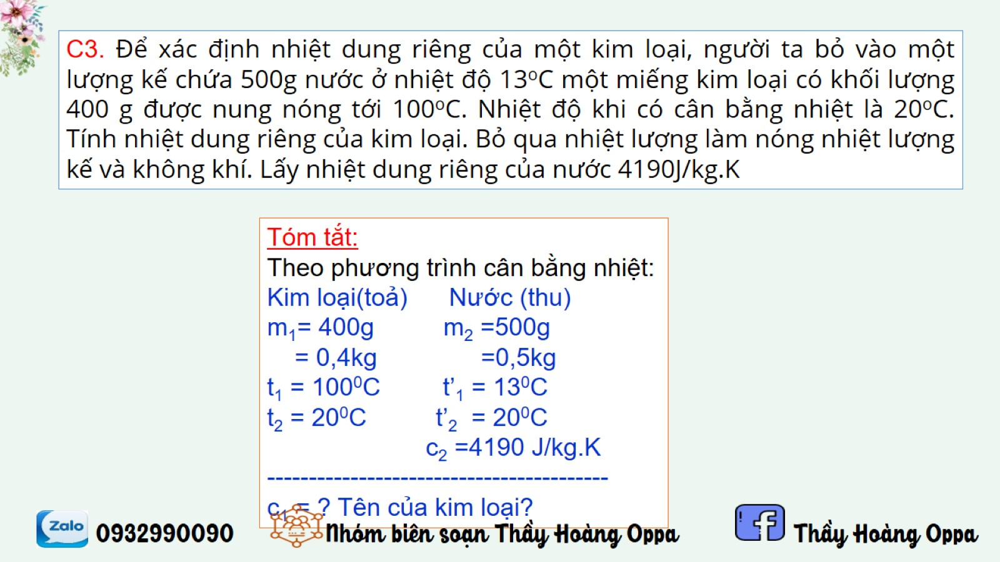 C3. Để xác định nhiệt dung riêng của một kim loại, người ta bỏ vào một
lượng kế chứa 500g nước ở nhiệt độ 13ºC một miếng kim loại có khối lượng
400 g được nung nóng tới 100ºC. Nhiệt độ khi có cân bằng nhiệt là 20ºC.
Tính nhiệt dung riêng của kim loại. Bỏ qua nhiệt lượng làm nóng nhiệt lượng
kế và không khí. Lấy nhiệt dung riêng của nước 4190J/kg.K
Tóm tắt:
Theo phương trình cân bằng nhiệt:
Kim loại(toả) Nước (thu)
m₁= 400g m₂ =500g
= 0,4kg =0,5kg
t₁ = 100⁰C t’₁ = 13⁰C
t₂ = 20⁰C t’₂ = 20⁰C
c₂ =4190 J/kg.K
-----------------------------------------
c₁ = ? Tên của kim loại?
Zalo 0932990090 Nhóm biên soạn Thầy Hoàng Oppa f Thầy Hoàng Oppa